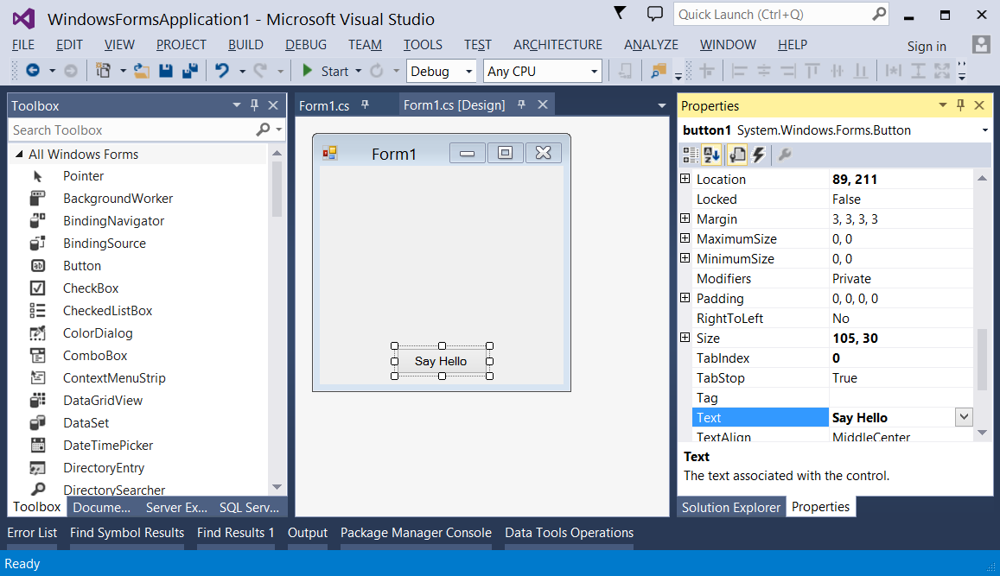 WindowsFormsApplication1 - Microsoft Visual Studio
Quick Launch (Ctrl+Q)
FILE EDIT VIEW PROJECT BUILD DEBUG TEAM TOOLS TEST ARCHITECTURE ANALYZE WINDOW HELP Sign in
Start Debug Any CPU
Toolbox
Search Toolbox
All Windows Forms
Pointer
BackgroundWorker
BindingNavigator
BindingSource
Button
CheckBox
CheckedListBox
ColorDialog
ComboBox
ContextMenuStrip
DataGridView
DataSet
DateTimePicker
DirectoryEntry
DirectorySearcher
Toolbox Docume... Server Ex... SQL Serv...
Form1.cs Form1.cs [Design]
Form1
Say Hello
Properties
button1 System.Windows.Forms.Button
Location 89, 211
Locked False
Margin 3, 3, 3, 3
MaximumSize 0, 0
MinimumSize 0, 0
Modifiers Private
Padding 0, 0, 0, 0
RightToLeft No
Size 105, 30
TabIndex 0
TabStop True
Tag
Text Say Hello
TextAlign MiddleCenter
Text
The text associated with the control.
Solution Explorer Properties
Error List Find Symbol Results Find Results 1 Output Package Manager Console Data Tools Operations
Ready